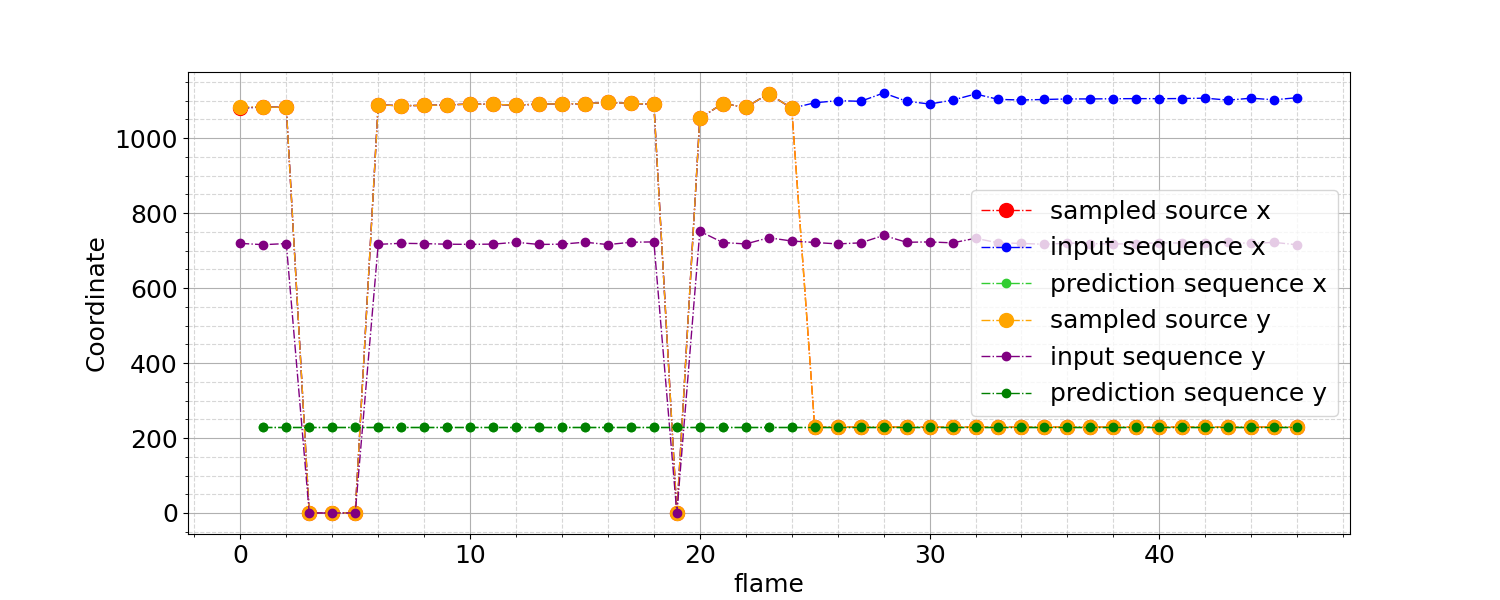 Coordinate
1000
800
600
400
200
0
sampled source x
input sequence x
prediction sequence x
sampled source y
input sequence y
prediction sequence y
0 10 20 30 40
flame